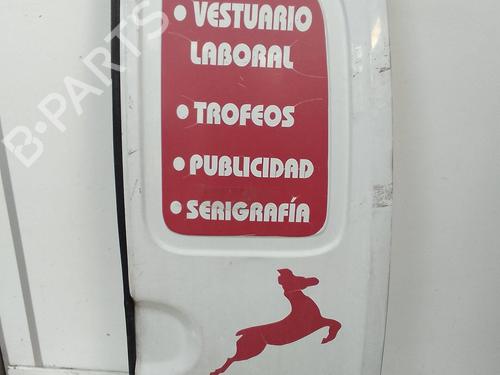 B-PARTS
• VESTUARIO
LABORAL
• TROFEOS
• PUBLICIDAD
• SERIGRAFÍA